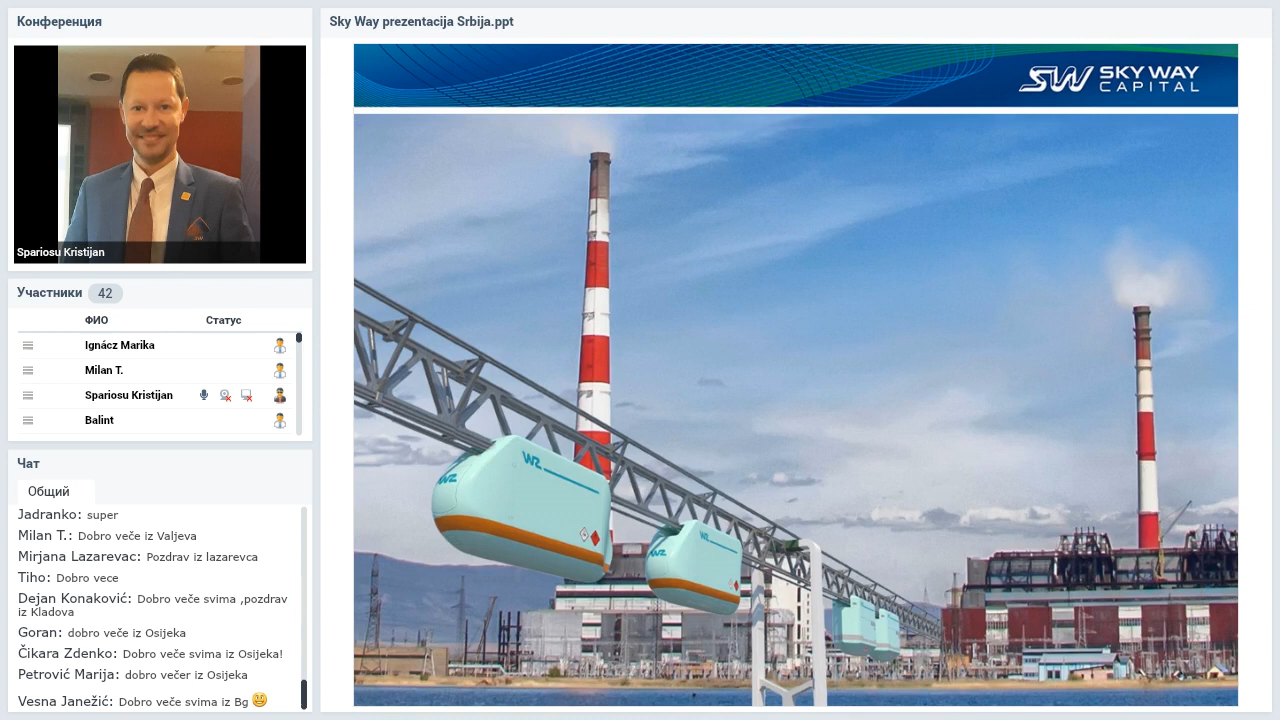 Конференция
Spariosu Kristijan
Участники 42
ФИО Статус
Ignácz Marika
Milan T.
Spariosu Kristijan
Balint
Чат
Общий
Jadranko: super
Milan T.: Dobro veče iz Valjeva
Mirjana Lazarevac: Pozdrav iz lazarevca
Tiho: Dobro vece
Dejan Konaković: Dobro veče svima ,pozdrav
iz Kladova
Goran: dobro veče iz Osijeka
Čikara Zdenko: Dobro veče svima iz Osijeka!
Petrović Marija: dobro večer iz Osijeka
Vesna Janežić: Dobro veče svima iz Bg
Sky Way prezentacija Srbija.ppt
SW SKY WAY
CAPITAL